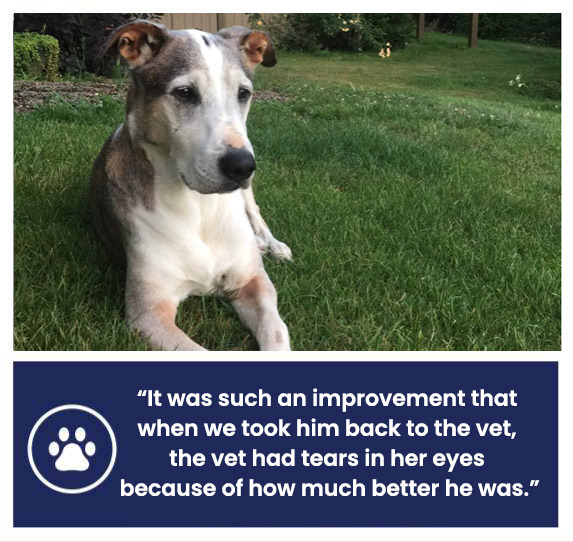 “It was such an improvement that
when we took him back to the vet,
the vet had tears in her eyes
because of how much better he was.”